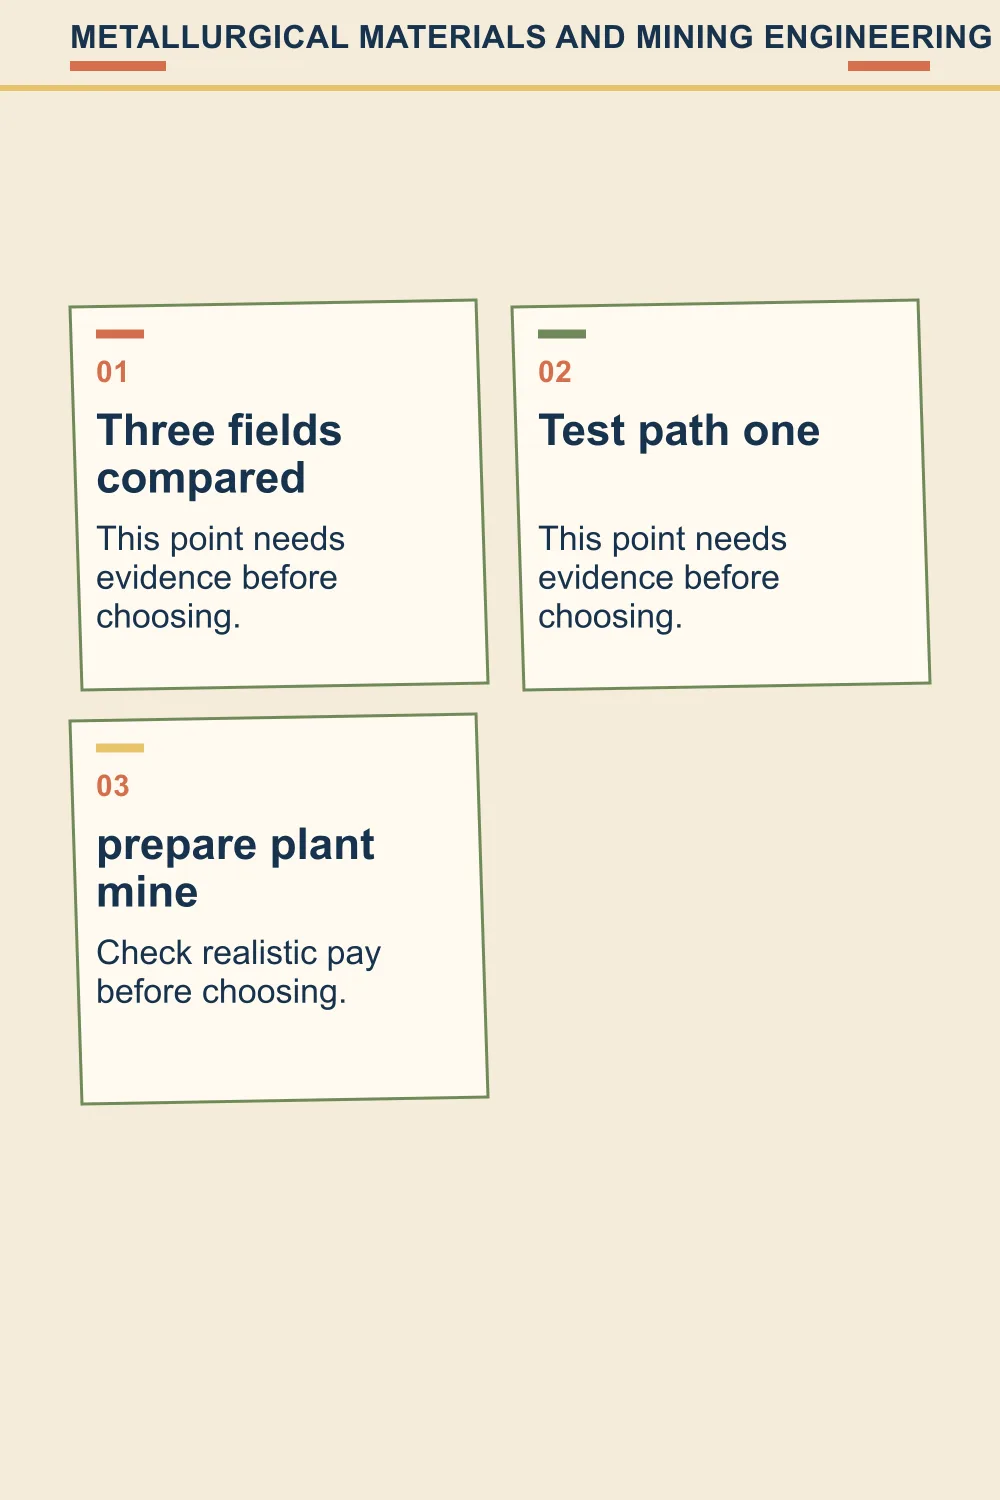 METALLURGICAL MATERIALS AND MINING ENGINEERING
01
Three fields
compared
This point needs
evidence before
choosing.
02
Test path one
This point needs
evidence before
choosing.
03
prepare plant
mine
Check realistic pay
before choosing.